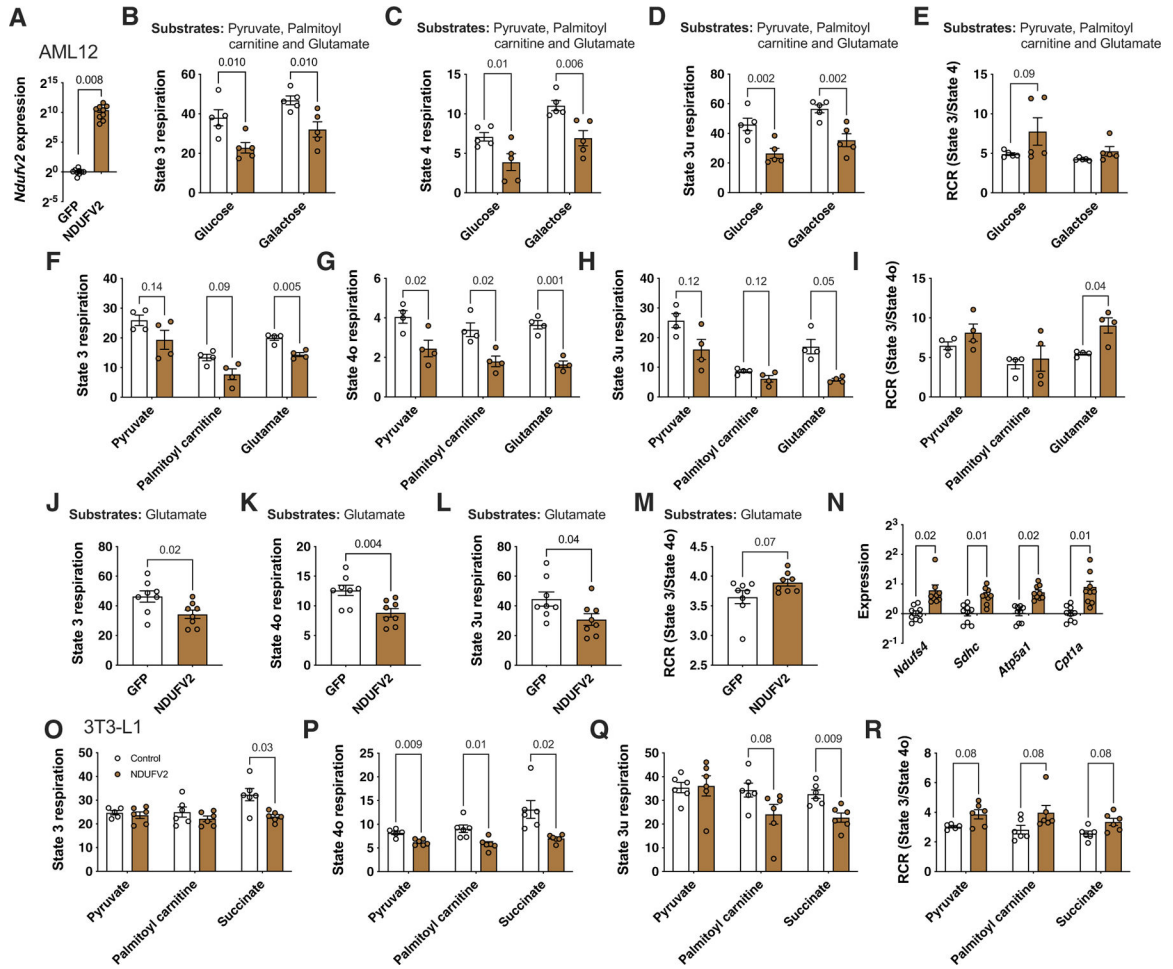 A
AML12
Ndufv2 expression
2^15
2^10
2^5
2^0
2^-5
0.008
GFP
NDUFV2
B
Substrates: Pyruvate, Palmitoyl
carnitine and Glutamate
State 3 respiration
60
40
20
0
0.010
0.010
Glucose
Galactose
C
Substrates: Pyruvate, Palmitoyl
carnitine and Glutamate
State 4 respiration
15
10
5
0
0.01
0.006
Glucose
Galactose
D
Substrates: Pyruvate, Palmitoyl
carnitine and Glutamate
State 3u respiration
80
60
40
20
0
0.002
0.002
Glucose
Galactose
E
Substrates: Pyruvate, Palmitoyl
carnitine and Glutamate
RCR (State 3/State 4)
15
10
5
0
0.09
Glucose
Galactose
F
State 3 respiration
40
30
20
10
0
0.14
0.09
0.005
Pyruvate
Palmitoyl carnitine
Glutamate
G
State 4o respiration
6
4
2
0
0.02
0.02
0.001
Pyruvate
Palmitoyl carnitine
Glutamate
H
State 3u respiration
40
30
20
10
0
0.12
0.12
0.05
Pyruvate
Palmitoyl carnitine
Glutamate
I
RCR (State 3/State 4o)
15
10
5
0
0.04
Pyruvate
Palmitoyl carnitine
Glutamate
J
Substrates: Glutamate
State 3 respiration
80
60
40
20
0
0.02
GFP
NDUFV2
K
Substrates: Glutamate
State 4o respiration
25
20
15
10
5
0
0.004
GFP
NDUFV2
L
Substrates: Glutamate
State 3u respiration
80
60
40
20
0
0.04
GFP
NDUFV2
M
Substrates: Glutamate
RCR (State 3/State 4o)
4.5
4.0
3.5
3.0
2.5
0.07
GFP
NDUFV2
N
Expression
2^3
2^2
2^1
2^0
2^-1
0.02
0.01
0.02
0.01
Ndufs4
Sdhc
Atp5a1
Cpt1a
O
3T3-L1
Control
NDUFV2
State 3 respiration
50
40
30
20
10
0
0.03
Pyruvate
Palmitoyl carnitine
Succinate
P
State 4o respiration
25
20
15
10
5
0
0.009
0.01
0.02
Pyruvate
Palmitoyl carnitine
Succinate
Q
State 3u respiration
50
40
30
20
10
0
0.08
0.009
Pyruvate
Palmitoyl carnitine
Succinate
R
RCR (State 3/State 4o)
8
6
4
2
0
0.08
0.08
0.08
Pyruvate
Palmitoyl carnitine
Succinate